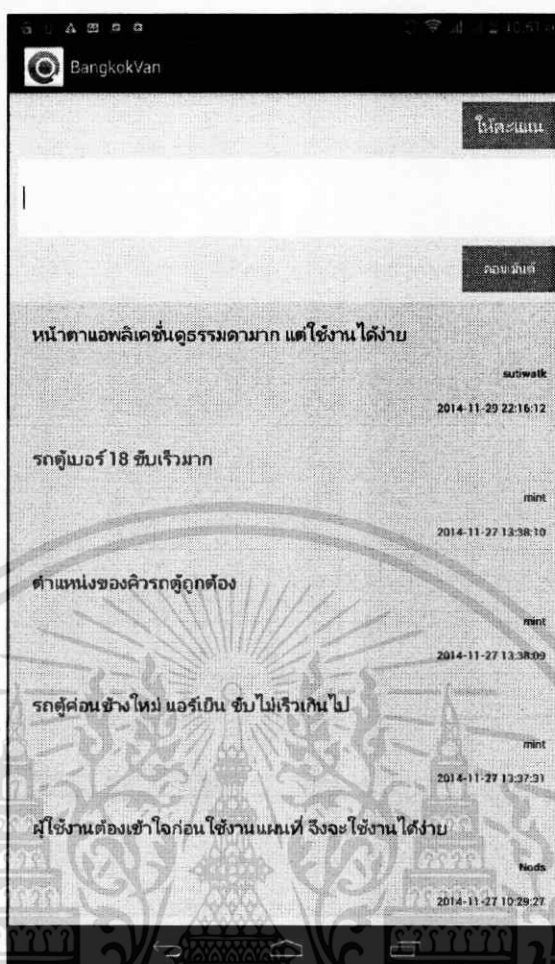 BangkokVan
ให้คะแนน
คอมเม้นต์
หน้าตาแอพลิเคชั่นดูธรรมดามาก แต่ใช้งานได้ง่าย
sutiwatk
2014-11-29 22:16:12
รถตู้เบอร์ 18 ขับเร็วมาก
mint
2014-11-27 13:38:10
ตำแหน่งของคิวรถตู้ถูกต้อง
mint
2014-11-27 13:38:09
รถตู้ค่อนข้างใหม่ แอร์เย็น ขับไม่เร็วเกินไป
mint
2014-11-27 13:37:31
ผู้ใช้งานต้องเข้าใจก่อนใช้งานแผนที่ จึงจะใช้งานได้ง่าย
Nods
2014-11-27 10:29:27